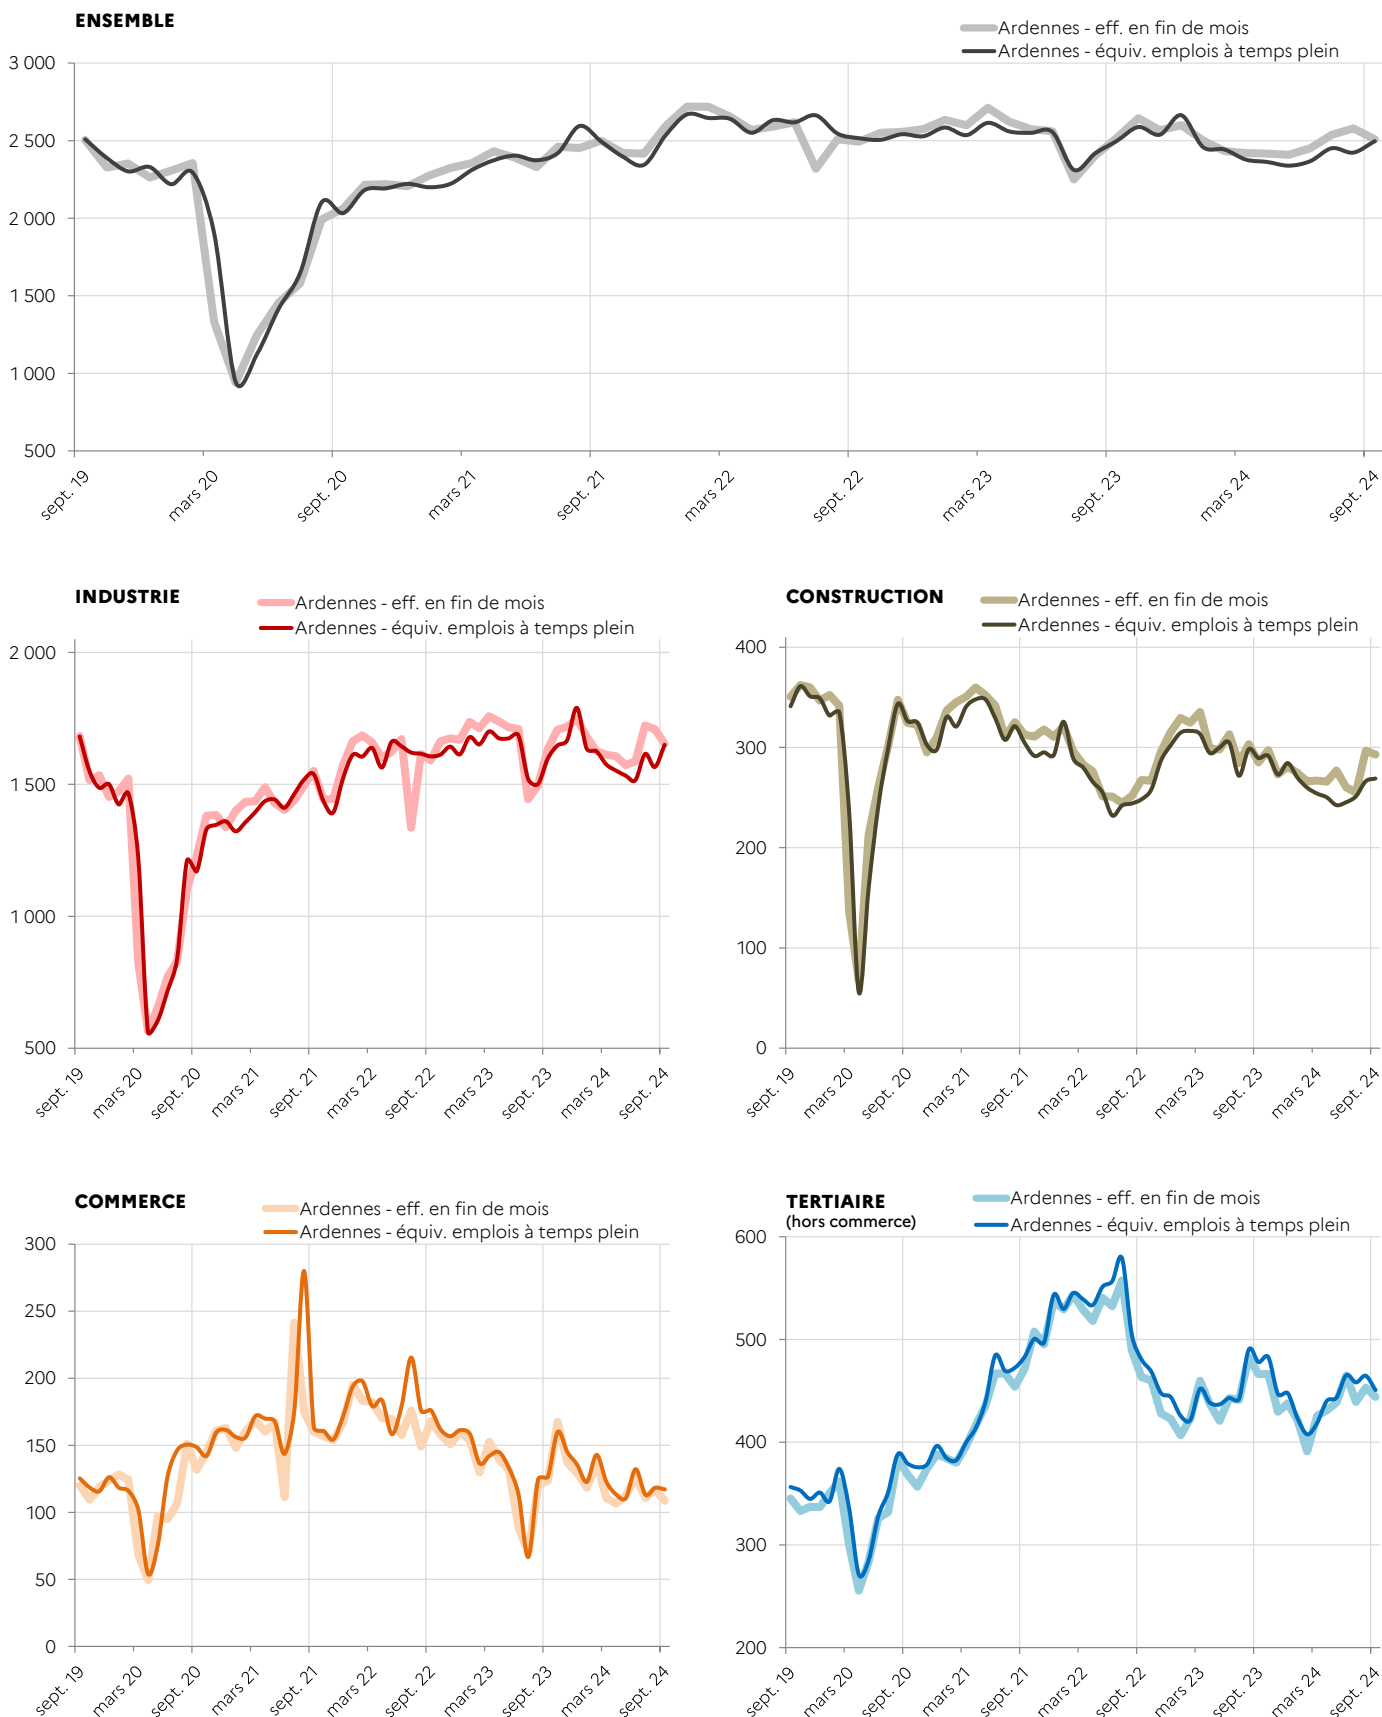 ENSEMBLE
Ardennes - eff. en fin de mois
Ardennes - équiv. emplois à temps plein
3 000
2 500
2 000
1 500
1 000
500
sept. 19
mars 20
sept. 20
mars 21
sept. 21
mars 22
sept. 22
mars 23
sept. 23
mars 24
sept. 24
INDUSTRIE
Ardennes - eff. en fin de mois
Ardennes - équiv. emplois à temps plein
2 000
1 500
1 000
500
sept. 19
mars 20
sept. 20
mars 21
sept. 21
mars 22
sept. 22
mars 23
sept. 23
mars 24
sept. 24
CONSTRUCTION
Ardennes - eff. en fin de mois
Ardennes - équiv. emplois à temps plein
400
300
200
100
0
sept. 19
mars 20
sept. 20
mars 21
sept. 21
mars 22
sept. 22
mars 23
sept. 23
mars 24
sept. 24
COMMERCE
Ardennes - eff. en fin de mois
Ardennes - équiv. emplois à temps plein
300
250
200
150
100
50
0
sept. 19
mars 20
sept. 20
mars 21
sept. 21
mars 22
sept. 22
mars 23
sept. 23
mars 24
sept. 24
TERTIAIRE
(hors commerce)
Ardennes - eff. en fin de mois
Ardennes - équiv. emplois à temps plein
600
500
400
300
200
sept. 19
mars 20
sept. 20
mars 21
sept. 21
mars 22
sept. 22
mars 23
sept. 23
mars 24
sept. 24